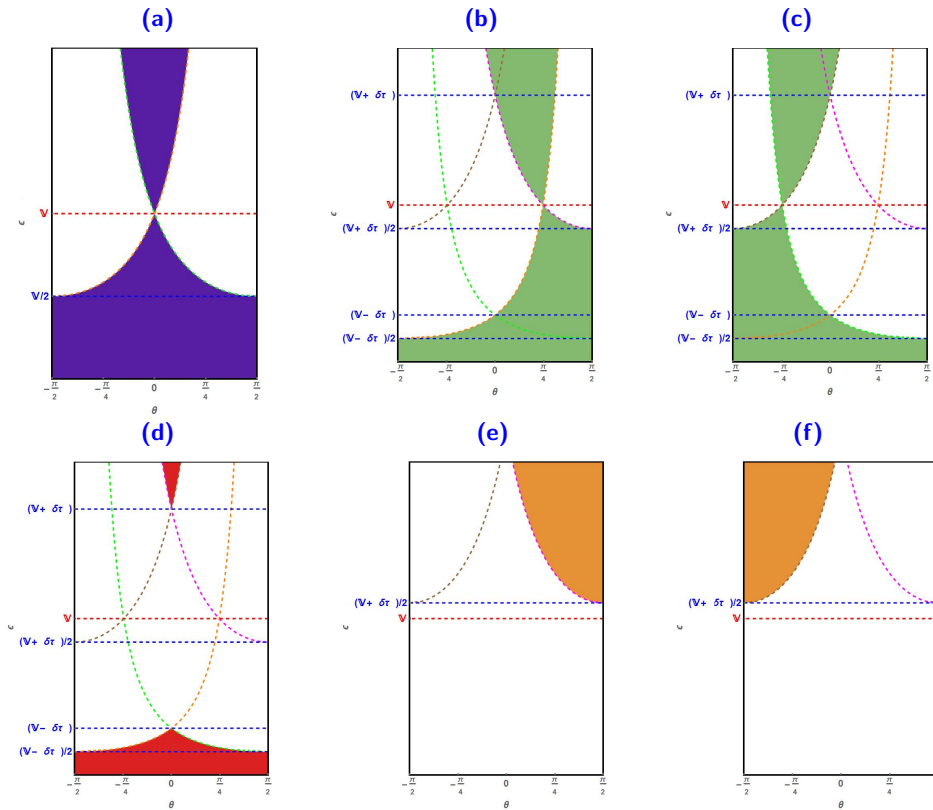 (a)
(b)
(c)
(𝕍+ δτ )
(𝕍+ δτ )
𝕍
𝕍
𝕍
ϵ
ϵ
ϵ
(𝕍+ δτ )/2
(𝕍+ δτ )/2
𝕍/2
(𝕍− δτ )
(𝕍− δτ )
(𝕍− δτ )/2
(𝕍− δτ )/2
−π/2 −π/4 0 π/4 π/2
−π/2 −π/4 0 π/4 π/2
−π/2 −π/4 0 π/4 π/2
θ
θ
θ
(d)
(e)
(f)
(𝕍+ δτ )
(𝕍+ δτ )/2
(𝕍+ δτ )/2
𝕍
𝕍
𝕍
ϵ
ϵ
ϵ
(𝕍+ δτ )/2
(𝕍− δτ )
(𝕍− δτ )/2
−π/2 −π/4 0 π/4 π/2
−π/2 −π/4 0 π/4 π/2
−π/2 −π/4 0 π/4 π/2
θ
θ
θ